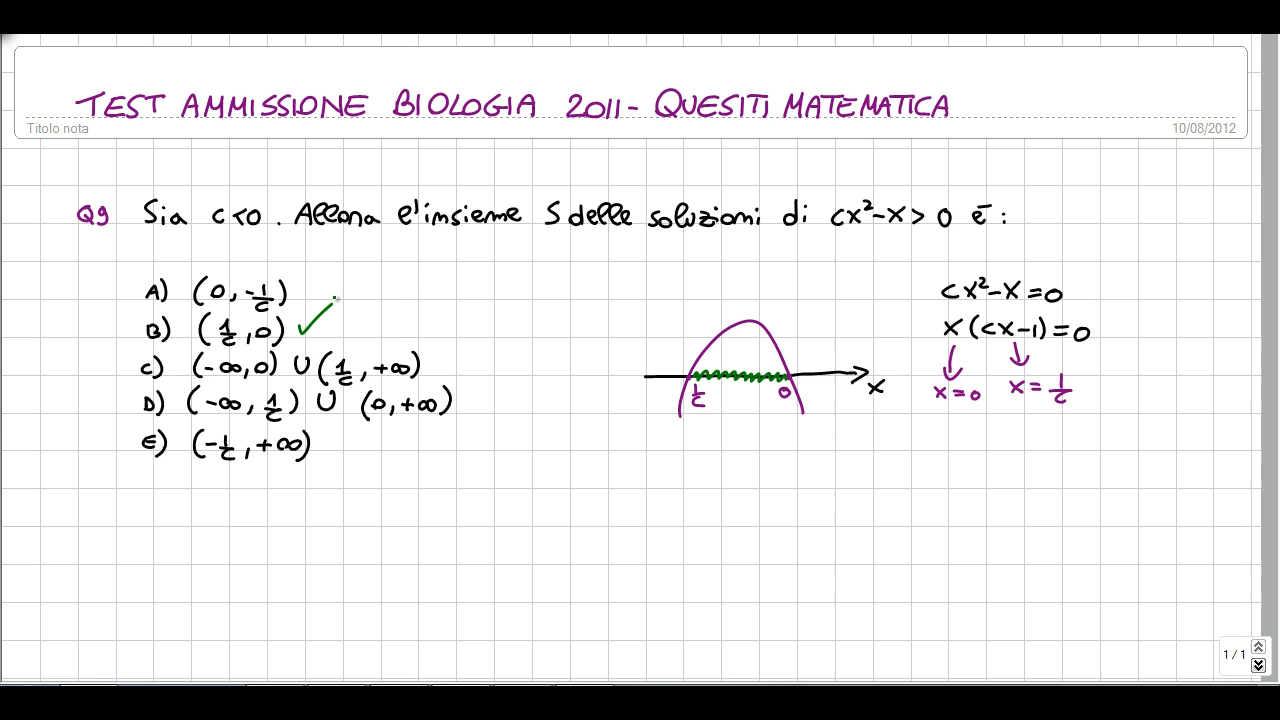 TEST AMMISSIONE BIOLOGIA 2011 - QUESITI MATEMATICA
Titolo nota 10/08/2012
Q9 Sia c<0. Allora l'insieme S delle soluzioni di cx²-x>0 è:
A) (0, -1/c)
B) (1/c, 0) ✓
C) (-∞, 0) ∪ (1/c, +∞)
D) (-∞, 1/c) ∪ (0, +∞)
E) (-1/c, +∞)
1/c 0 x
cx²-x=0
x(cx-1)=0
x=0 x=1/c
1 / 1